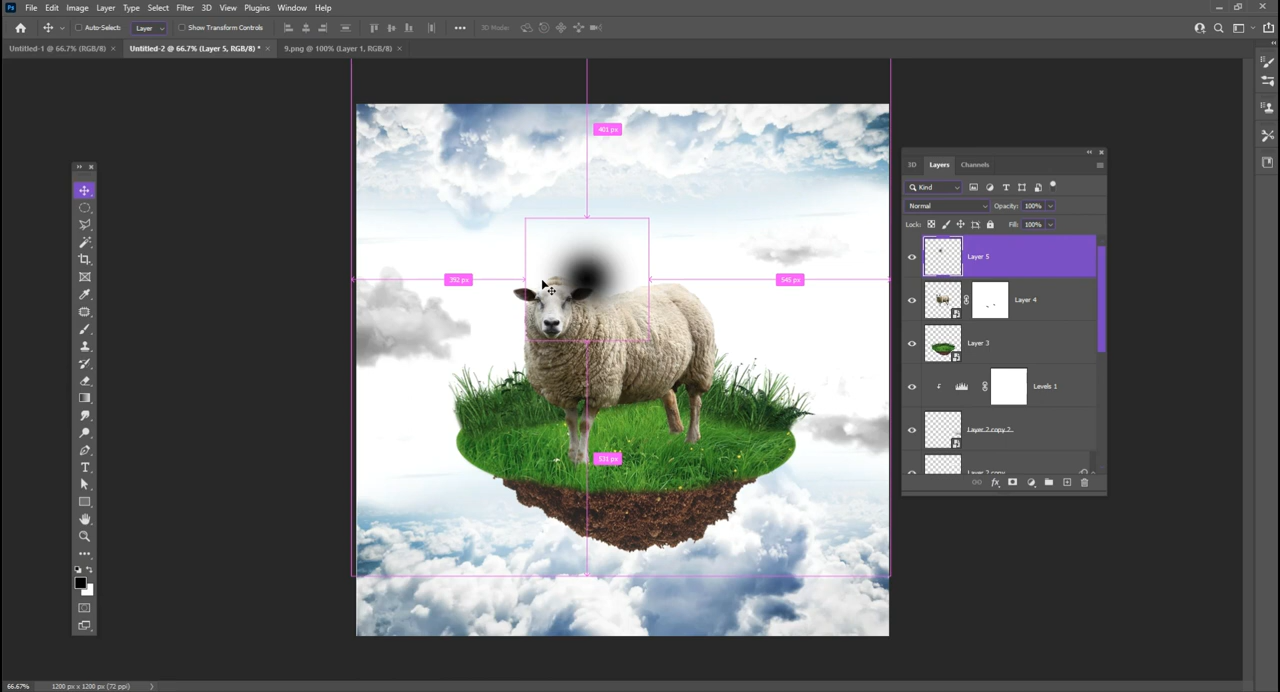 Ps File Edit Image Layer Type Select Filter 3D View Plugins Window Help
Auto-Select: Layer Show Transform Controls 3D Mode:
Untitled-1 @ 66.7% (RGB/8) × Untitled-2 @ 66.7% (Layer 5, RGB/8) * × 9.png @ 100% (Layer 1, RGB/8) ×
401 px
3D Layers Channels
Kind
Normal Opacity: 100%
Lock: Fill: 100%
Layer 5
392 px 545 px
Layer 4
Layer 3
Levels 1
Layer 2 copy 2
531 px
66.67% 1200 px x 1200 px (72 ppi)